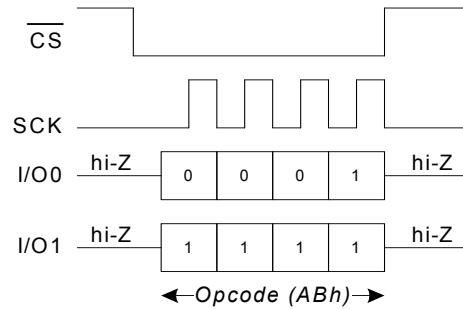 CS
SCK
I/O0 hi-Z 0 0 0 1 hi-Z
I/O1 hi-Z 1 1 1 1 hi-Z
Opcode (ABh)